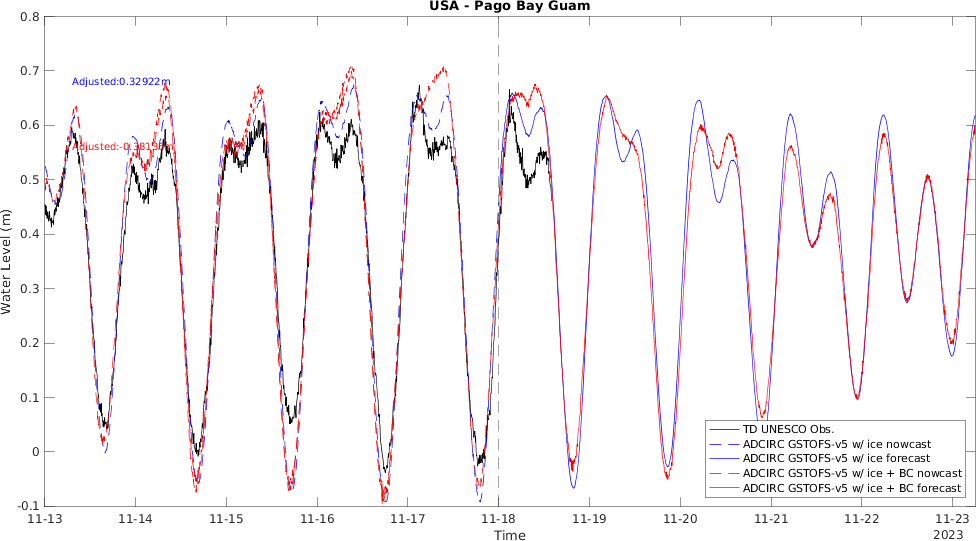 USA - Pago Bay Guam
0.8
0.7
0.6
0.5
0.4
0.3
0.2
0.1
0
-0.1
Water Level (m)
Adjusted:0.32922m
TD UNESCO Obs.
ADCIRC GSTOFS-v5 w/ ice nowcast
ADCIRC GSTOFS-v5 w/ ice forecast
ADCIRC GSTOFS-v5 w/ ice + BC nowcast
ADCIRC GSTOFS-v5 w/ ice + BC forecast
11-13 11-14 11-15 11-16 11-17 11-18 11-19 11-20 11-21 11-22 11-23
Time
2023